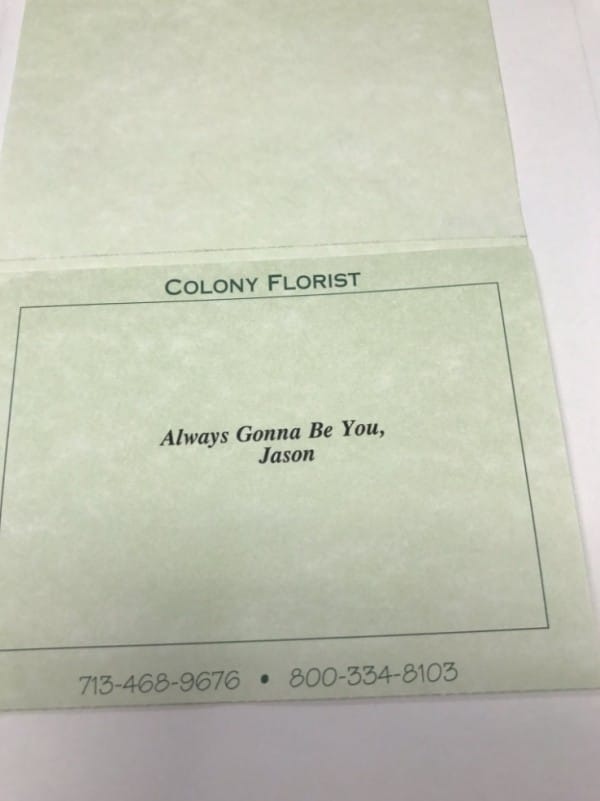 COLONY FLORIST
Always Gonna Be You,
Jason
713-468-9676 • 800-334-8103